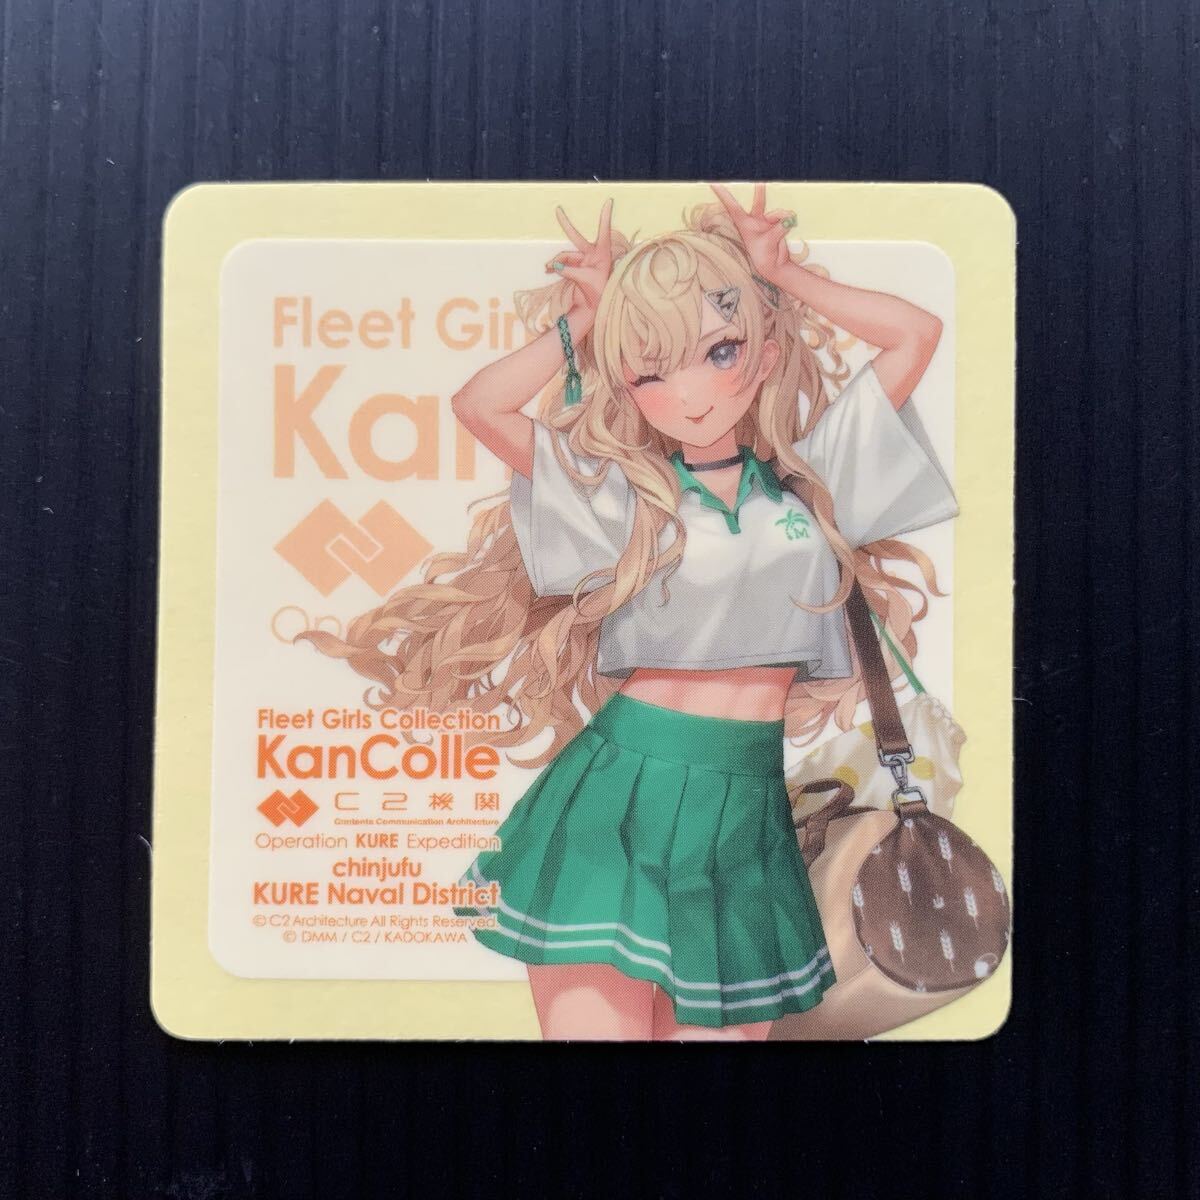 Fleet Gir
Kan
Fleet Girls Collection
KanColle
C2機関
Contents Communication Architecture
Operation KURE Expedition
chinjufu
KURE Naval District
© C2 Architecture All Rights Reserved.
© DMM / C2 / KADOKAWA
M